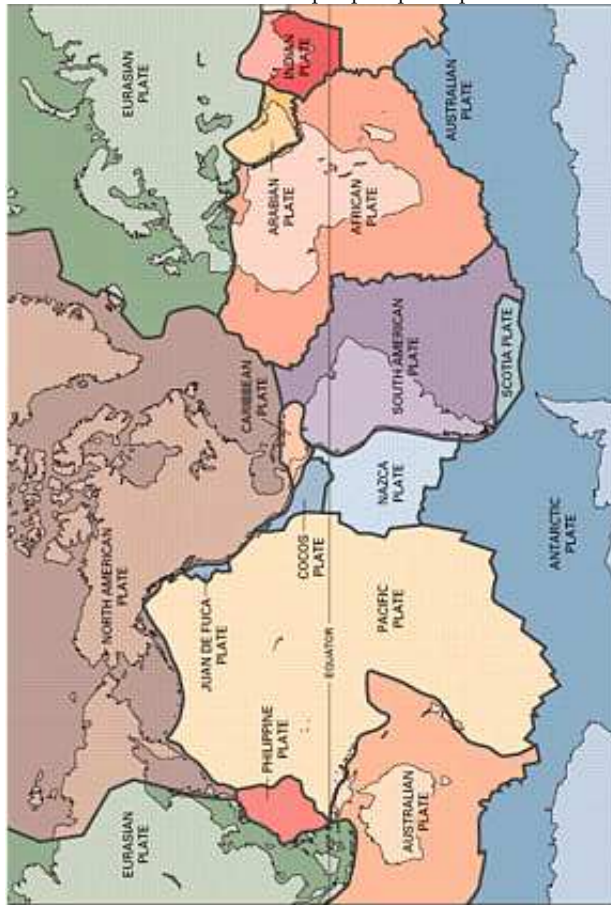 EURASIAN
PLATE
NORTH AMERICAN
PLATE
EURASIAN
PLATE
JUAN DE FUCA
PLATE
CARIBBEAN
PLATE
PHILIPPINE
PLATE
ARABIAN
PLATE
INDIAN
PLATE
COCOS
PLATE
EQUATOR
AFRICAN
PLATE
PACIFIC
PLATE
NAZCA
PLATE
SOUTH AMERICAN
PLATE
AUSTRALIAN
PLATE
AUSTRALIAN
PLATE
SCOTIA PLATE
ANTARCTIC
PLATE